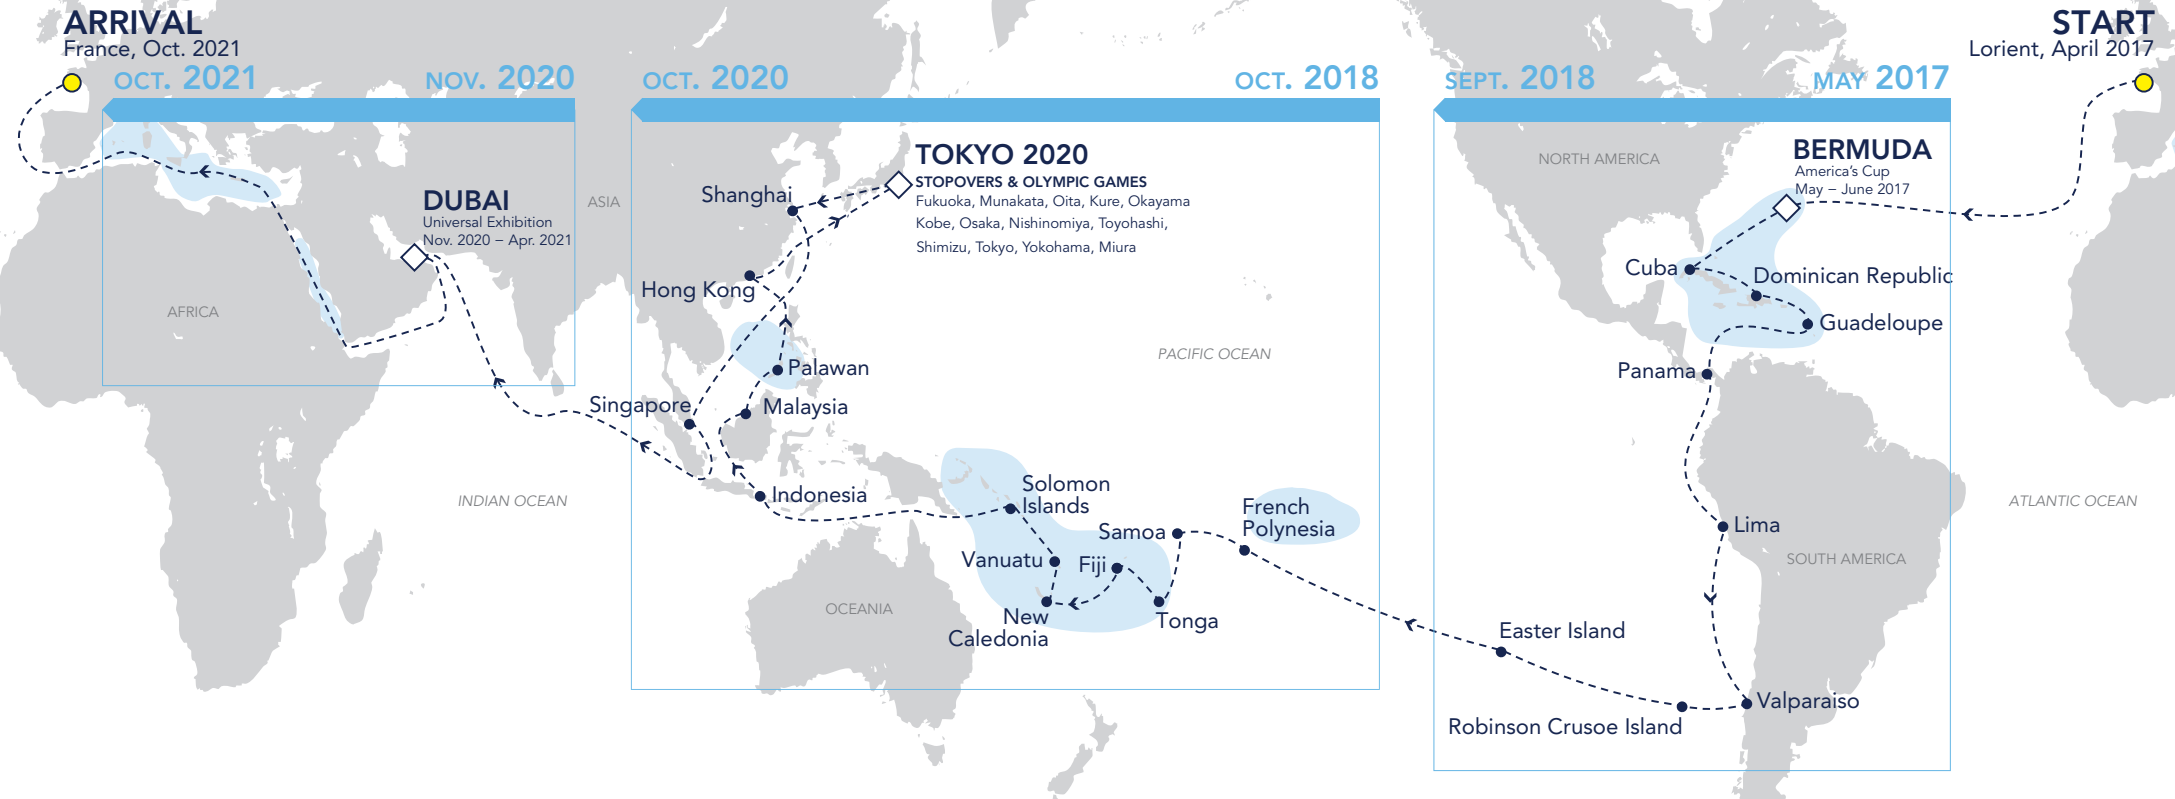 ARRIVAL
France, Oct. 2021
START
Lorient, April 2017
OCT. 2021
NOV. 2020
OCT. 2020
OCT. 2018
SEPT. 2018
MAY 2017
DUBAI
Universal Exhibition
Nov. 2020 – Apr. 2021
ASIA
AFRICA
INDIAN OCEAN
TOKYO 2020
STOPOVERS & OLYMPIC GAMES
Fukuoka, Munakata, Oita, Kure, Okayama
Kobe, Osaka, Nishinomiya, Toyohashi,
Shimizu, Tokyo, Yokohama, Miura
Shanghai
Hong Kong
Palawan
Malaysia
Singapore
Indonesia
PACIFIC OCEAN
Solomon
Islands
Vanuatu
Fiji
New
Caledonia
Tonga
Samoa
French
Polynesia
OCEANIA
NORTH AMERICA
BERMUDA
America's Cup
May – June 2017
Cuba
Dominican Republic
Guadeloupe
Panama
Lima
SOUTH AMERICA
ATLANTIC OCEAN
Easter Island
Valparaiso
Robinson Crusoe Island